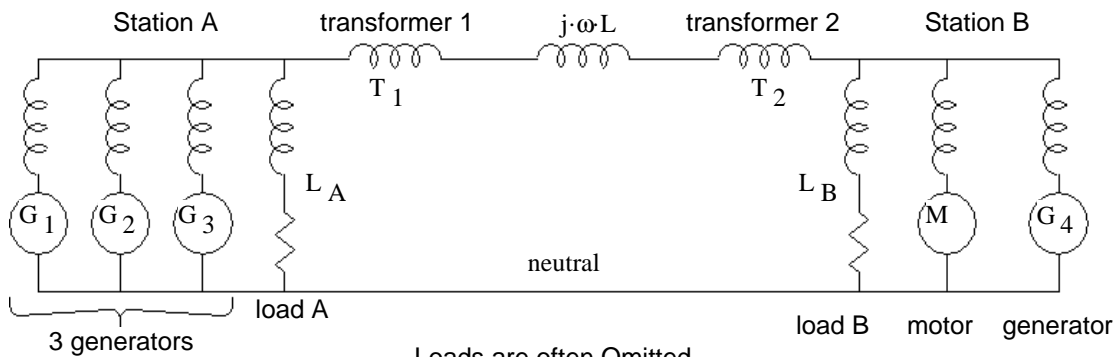 Station A
transformer 1
j·ω·L
transformer 2
Station B
T 1
T 2
L A
L B
G 1
G 2
G 3
M
G 4
neutral
load A
load B
motor
generator
3 generators
Loads are often Omitted